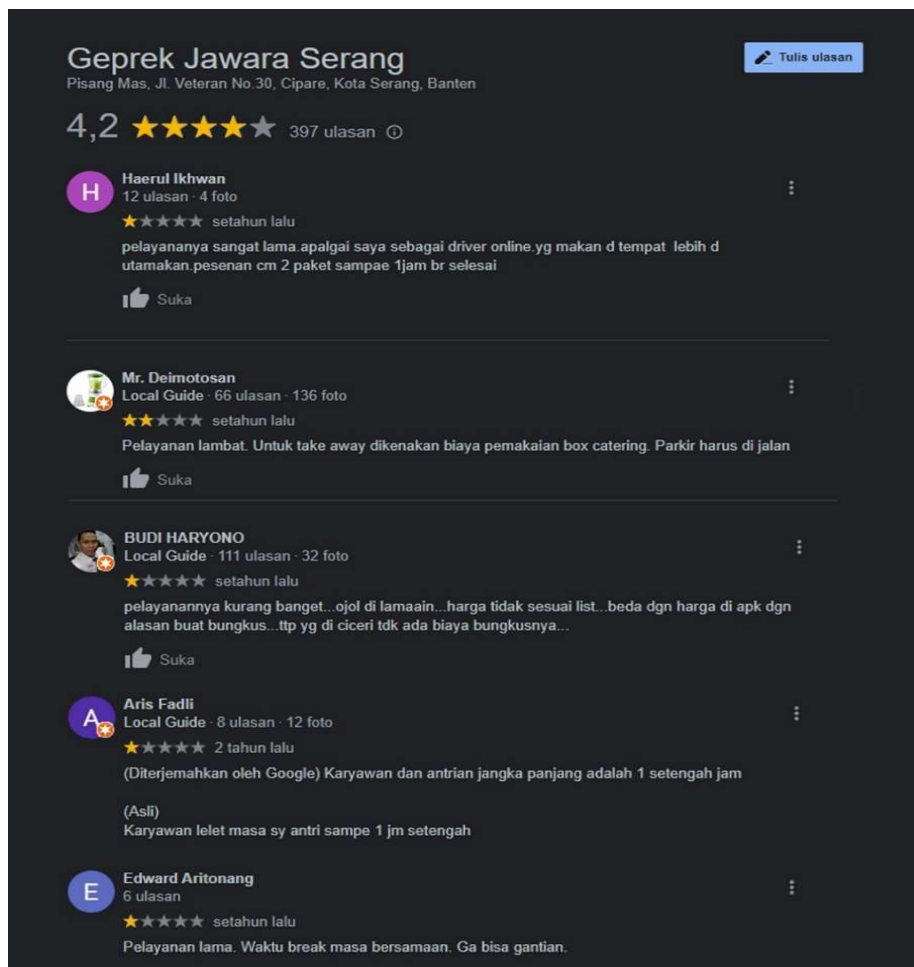 Geprek Jawara Serang
Tulis ulasan
Pisang Mas, Jl. Veteran No.30, Cipare, Kota Serang, Banten
4,2 397 ulasan
H
Haerul Ikhwan
12 ulasan · 4 foto
setahun lalu
pelayananya sangat lama.apalgai saya sebagai driver online.yg makan d tempat lebih d
utamakan.pesenan cm 2 paket sampae 1jam br selesai
Suka
Mr. Deimotosan
Local Guide · 66 ulasan · 136 foto
setahun lalu
Pelayanan lambat. Untuk take away dikenakan biaya pemakaian box catering. Parkir harus di jalan
Suka
BUDI HARYONO
Local Guide · 111 ulasan · 32 foto
setahun lalu
pelayanannya kurang banget...ojol di lamaain...harga tidak sesuai list...beda dgn harga di apk dgn
alasan buat bungkus...ttp yg di ciceri tdk ada biaya bungkusnya...
Suka
A
Aris Fadli
Local Guide · 8 ulasan · 12 foto
2 tahun lalu
(Diterjemahkan oleh Google) Karyawan dan antrian jangka panjang adalah 1 setengah jam
(Asli)
Karyawan lelet masa sy antri sampe 1 jm setengah
E
Edward Aritonang
6 ulasan
setahun lalu
Pelayanan lama. Waktu break masa bersamaan. Ga bisa gantian.